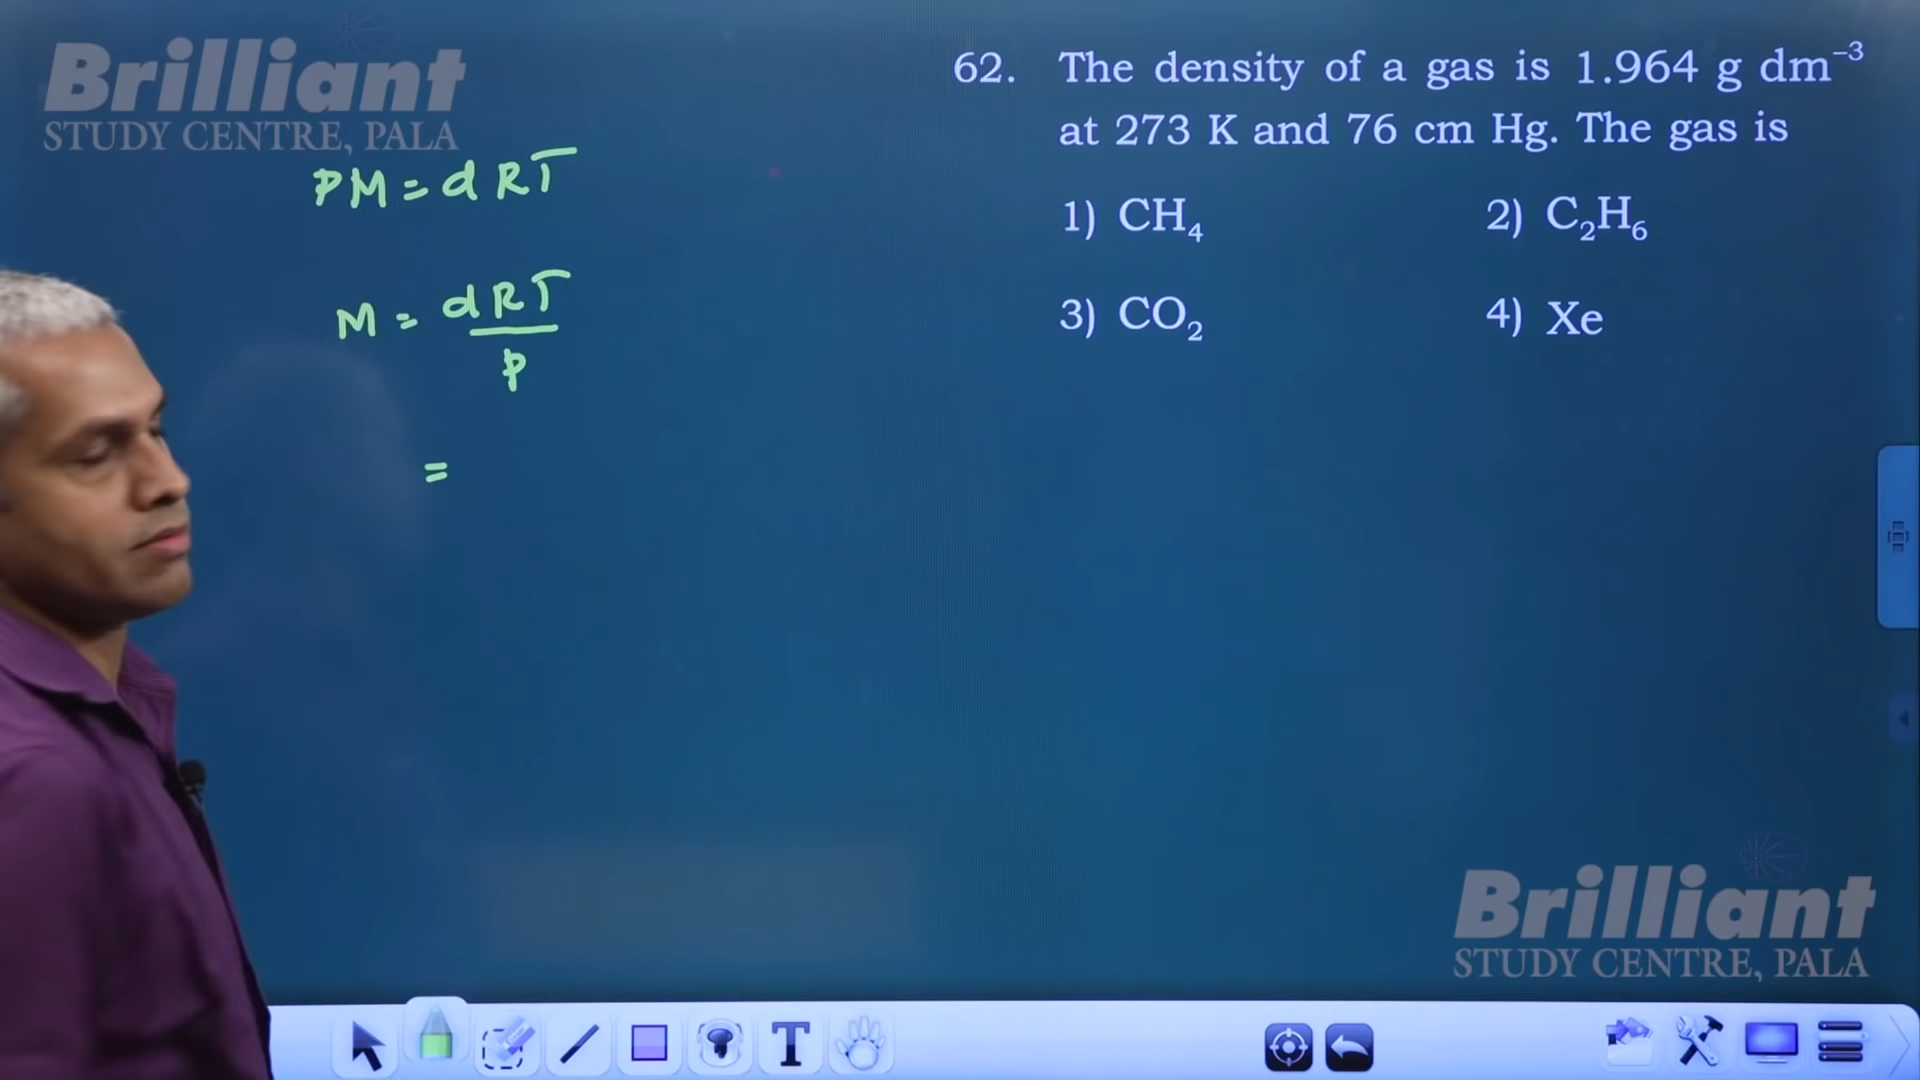 Brilliant
STUDY CENTRE, PALA
PM = dRT
M = dRT
P
=
62. The density of a gas is 1.964 g dm⁻³
at 273 K and 76 cm Hg. The gas is
1) CH₄ 2) C₂H₆
3) CO₂ 4) Xe
Brilliant
STUDY CENTRE, PALA
T